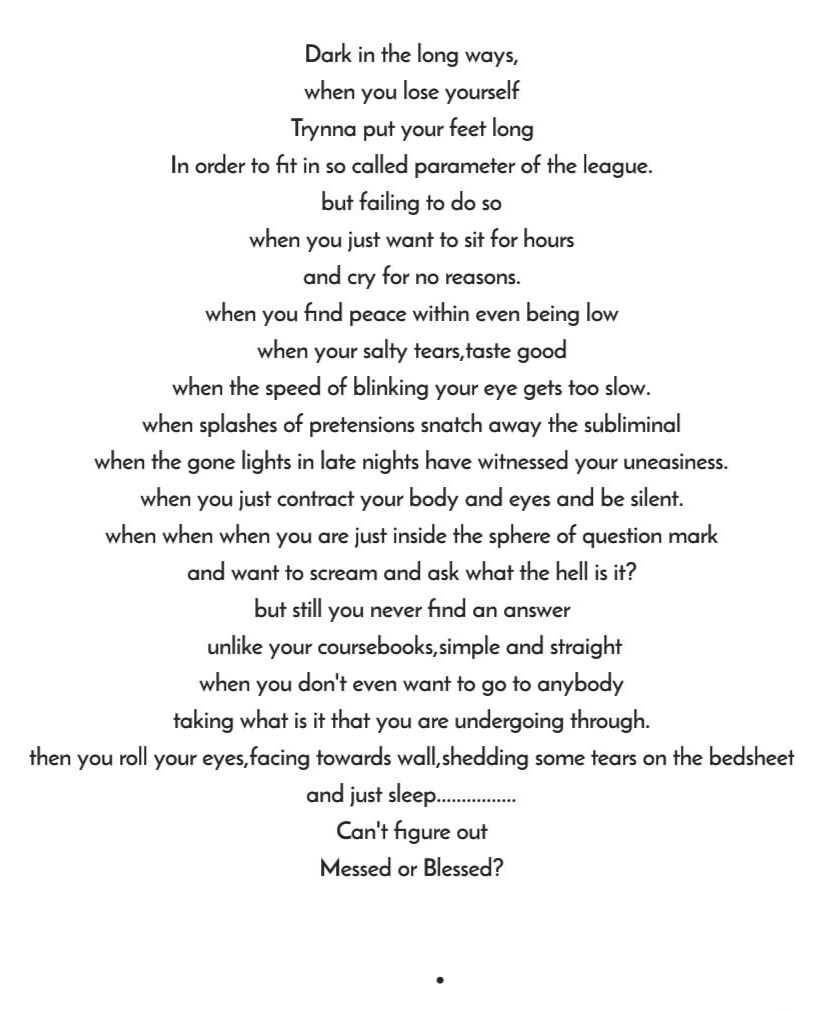 Dark in the long ways,
when you lose yourself
Trynna put your feet long
In order to fit in so called parameter of the league.
but failing to do so
when you just want to sit for hours
and cry for no reasons.
when you find peace within even being low
when your salty tears,taste good
when the speed of blinking your eye gets too slow.
when splashes of pretensions snatch away the subliminal
when the gone lights in late nights have witnessed your uneasiness.
when you just contract your body and eyes and be silent.
when when when you are just inside the sphere of question mark
and want to scream and ask what the hell is it?
but still you never find an answer
unlike your coursebooks,simple and straight
when you don't even want to go to anybody
taking what is it that you are undergoing through.
then you roll your eyes,facing towards wall,shedding some tears on the bedsheet
and just sleep................
Can't figure out
Messed or Blessed?
•